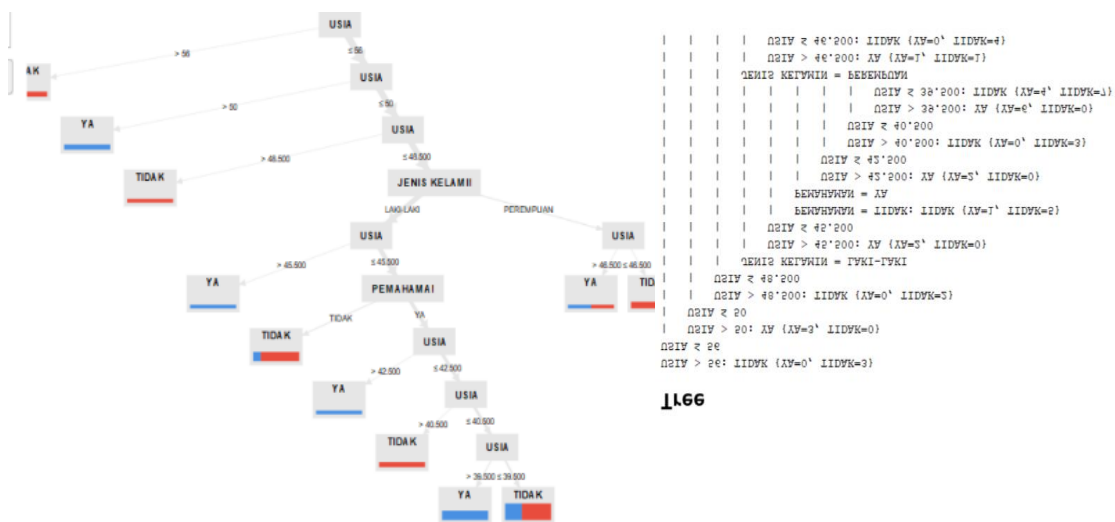 USIA
> 56
≤ 56
AK
USIA
> 50
≤ 50
YA
USIA
> 48.500
≤ 48.500
TIDAK
JENIS KELAMII
LAKI-LAKI
PEREMPUAN
USIA
USIA
> 45.500
≤ 45.500
> 46.500
≤ 46.500
YA
PEMAHAMAI
YA
TID
TIDAK
YA
TIDAK
USIA
> 42.500
≤ 42.500
YA
USIA
> 40.500
≤ 40.500
TIDAK
USIA
> 39.500
≤ 39.500
YA
TIDAK
Tree
USIA > 56: TIDAK {YA=0, TIDAK=3}
USIA ≤ 56
| USIA > 50: YA {YA=3, TIDAK=0}
| USIA ≤ 50
| | USIA > 48.500: TIDAK {YA=0, TIDAK=2}
| | USIA ≤ 48.500
| | | JENIS KELAMIN = LAKI-LAKI
| | | | USIA > 45.500: YA {YA=2, TIDAK=0}
| | | | USIA ≤ 45.500
| | | | | PEMAHAMAN = TIDAK: TIDAK {YA=1, TIDAK=5}
| | | | | PEMAHAMAN = YA
| | | | | | USIA > 42.500: YA {YA=2, TIDAK=0}
| | | | | | USIA ≤ 42.500
| | | | | | | USIA > 40.500: TIDAK {YA=0, TIDAK=3}
| | | | | | | USIA ≤ 40.500
| | | | | | | | USIA > 39.500: YA {YA=6, TIDAK=0}
| | | | | | | | USIA ≤ 39.500: TIDAK {YA=4, TIDAK=7}
| | | JENIS KELAMIN = PEREMPUAN
| | | | USIA > 46.500: YA {YA=1, TIDAK=1}
| | | | USIA ≤ 46.500: TIDAK {YA=0, TIDAK=4}